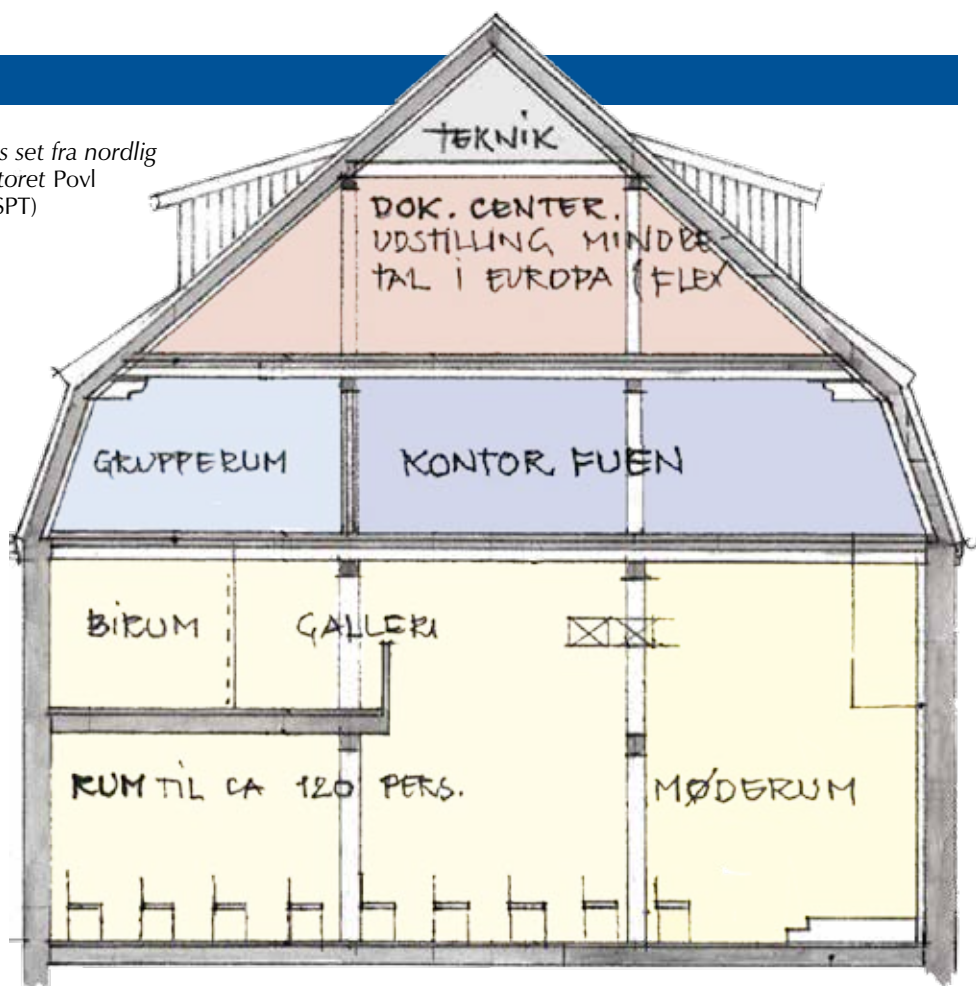 s set fra nordlig
toret Povl
SPT)
TEKNIK
DOK. CENTER.
UDSTILLING MINDRE-
TAL I EUROPA (FLEX
GRUPPERUM
KONTOR FUEN
BIRUM
GALLERI
RUM TIL CA 120 PERS.
MØDERUM